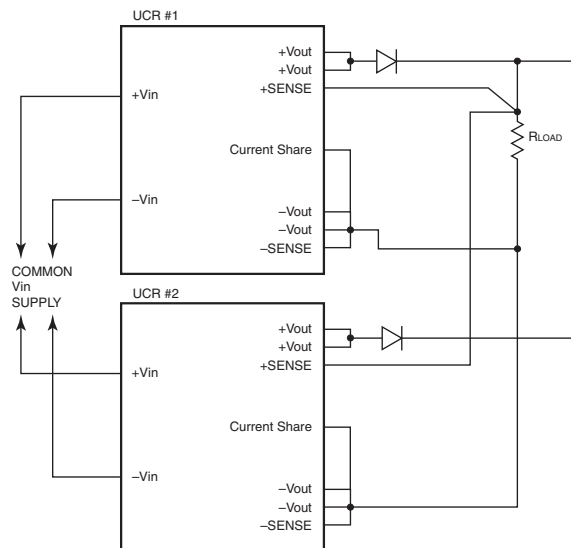 UCR #1
+Vout
+Vout
+SENSE
+Vin
Current Share
–Vin
–Vout
–Vout
–SENSE
RLOAD
COMMON
Vin
SUPPLY
UCR #2
+Vout
+Vout
+SENSE
+Vin
Current Share
–Vin
–Vout
–Vout
–SENSE